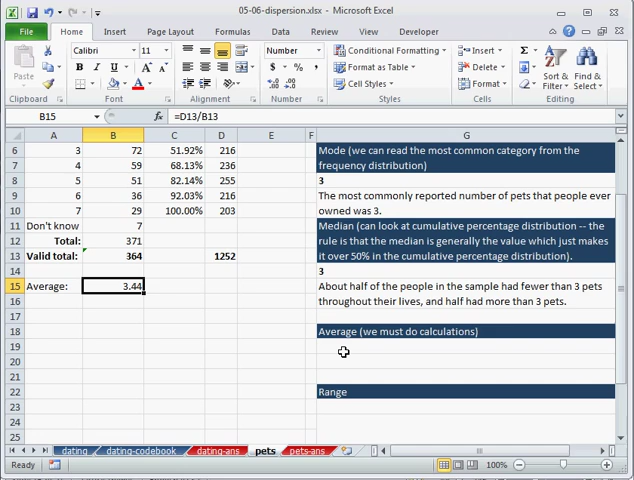 05-06-dispersion.xlsx - Microsoft Excel
File Home Insert Page Layout Formulas Data Review View Developer
Calibri 11 Number Conditional Formatting Insert
Paste B I U Format as Table Delete Sort & Filter Find & Select
$ % , Cell Styles Format
Clipboard Font Alignment Number Styles Cells Editing
B15 fx =D13/B13
A B C D E F G
6 3 72 51.92% 216 Mode (we can read the most common category from the
7 4 59 68.13% 236 frequency distribution)
8 5 51 82.14% 255 3
9 6 36 92.03% 216 The most commonly reported number of pets that people ever
10 7 29 100.00% 203 owned was 3.
11 Don't know 7 Median (can look at cumulative percentage distribution -- the
12 Total: 371 rule is that the median is generally the value which just makes
13 Valid total: 364 1252 it over 50% in the cumulative percentage distribution).
14 3
15 Average: 3.44 About half of the people in the sample had fewer than 3 pets
16 throughout their lives, and half had more than 3 pets.
17
18 Average (we must do calculations)
19
20
21
22 Range
23
24
25
dating dating-codebook dating-ans pets pets-ans
Ready 100%